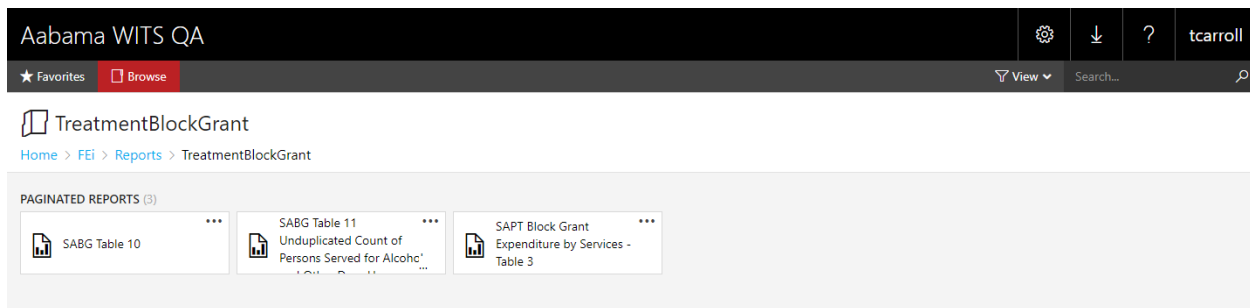 Aabama WITS QA
? tcarroll
Favorites Browse View Search...
TreatmentBlockGrant
Home > FEi > Reports > TreatmentBlockGrant
PAGINATED REPORTS (3)
SABG Table 10
SABG Table 11
Unduplicated Count of
Persons Served for Alcoho
...
SAPT Block Grant
Expenditure by Services -
Table 3